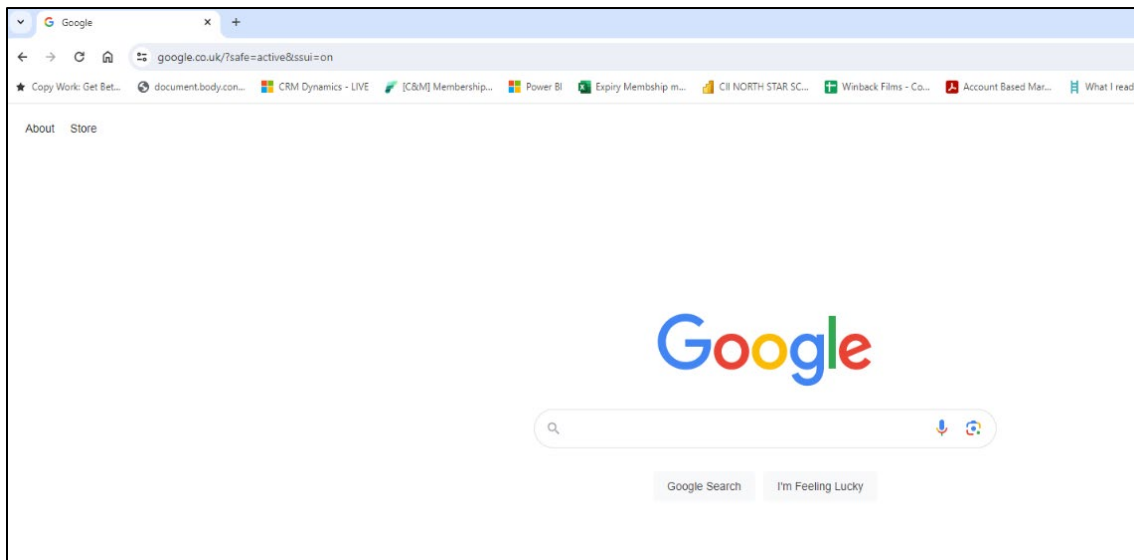 Google
google.co.uk/?safe=active&ssui=on
Copy Work: Get Bet... document.body.con... CRM Dynamics - LIVE [C&M] Membership... Power BI Expiry Membship m... CII NORTH STAR SC... Winback Films - Co... Account Based Mar... What I read
About Store
Google
Google Search I'm Feeling Lucky